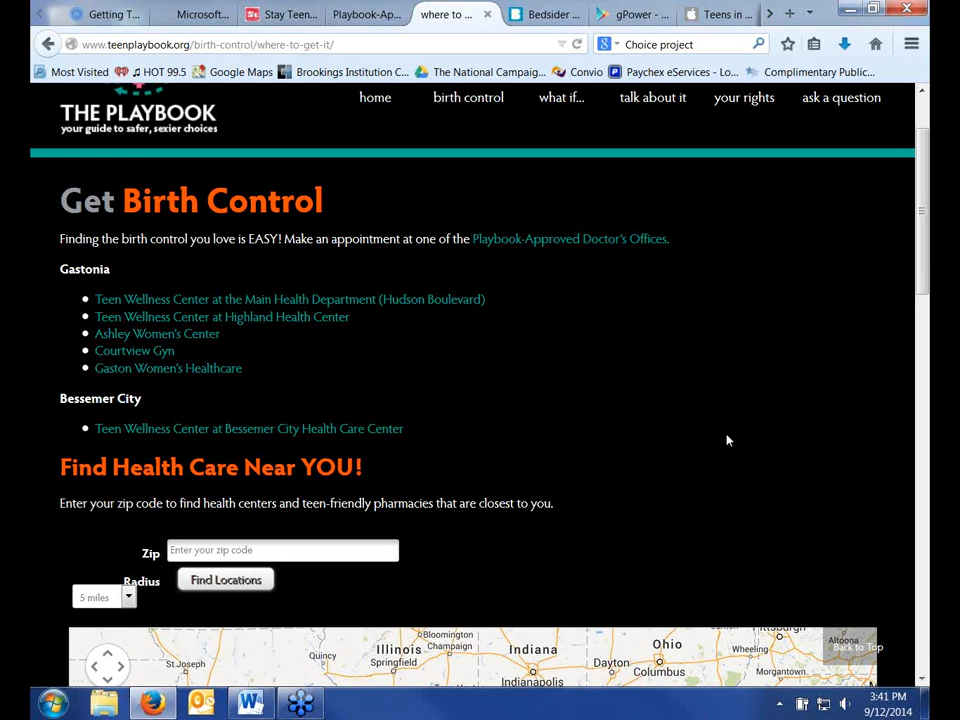 Getting T...
Microsoft...
St Stay Teen...
Playbook-Ap...
where to ...
B Bedsider ...
gPower - ...
Teens in ...
www.teenplaybook.org/birth-control/where-to-get-it/
8 Choice project
Most Visited
HOT 99.5
Google Maps
Brookings Institution C...
The National Campaig...
Convio
Paychex eServices - Lo...
Complimentary Public...
THE PLAYBOOK
your guide to safer, sexier choices
home
birth control
what if...
talk about it
your rights
ask a question
Get Birth Control
Finding the birth control you love is EASY! Make an appointment at one of the Playbook-Approved Doctor's Offices.
Gastonia
Teen Wellness Center at the Main Health Department (Hudson Boulevard)
Teen Wellness Center at Highland Health Center
Ashley Women's Center
Courtview Gyn
Gaston Women's Healthcare
Bessemer City
Teen Wellness Center at Bessemer City Health Care Center
Find Health Care Near YOU!
Enter your zip code to find health centers and teen-friendly pharmacies that are closest to you.
Zip
Enter your zip code
Radius
Find Locations
5 miles
Bloomington
Champaign
Illinois
Springfield
Indiana
Indianapolis
Quincy
St Joseph
Ohio
Dayton
Columbus
Wheeling
Morgantown
Altoona
Back to Top
3:41 PM
9/12/2014